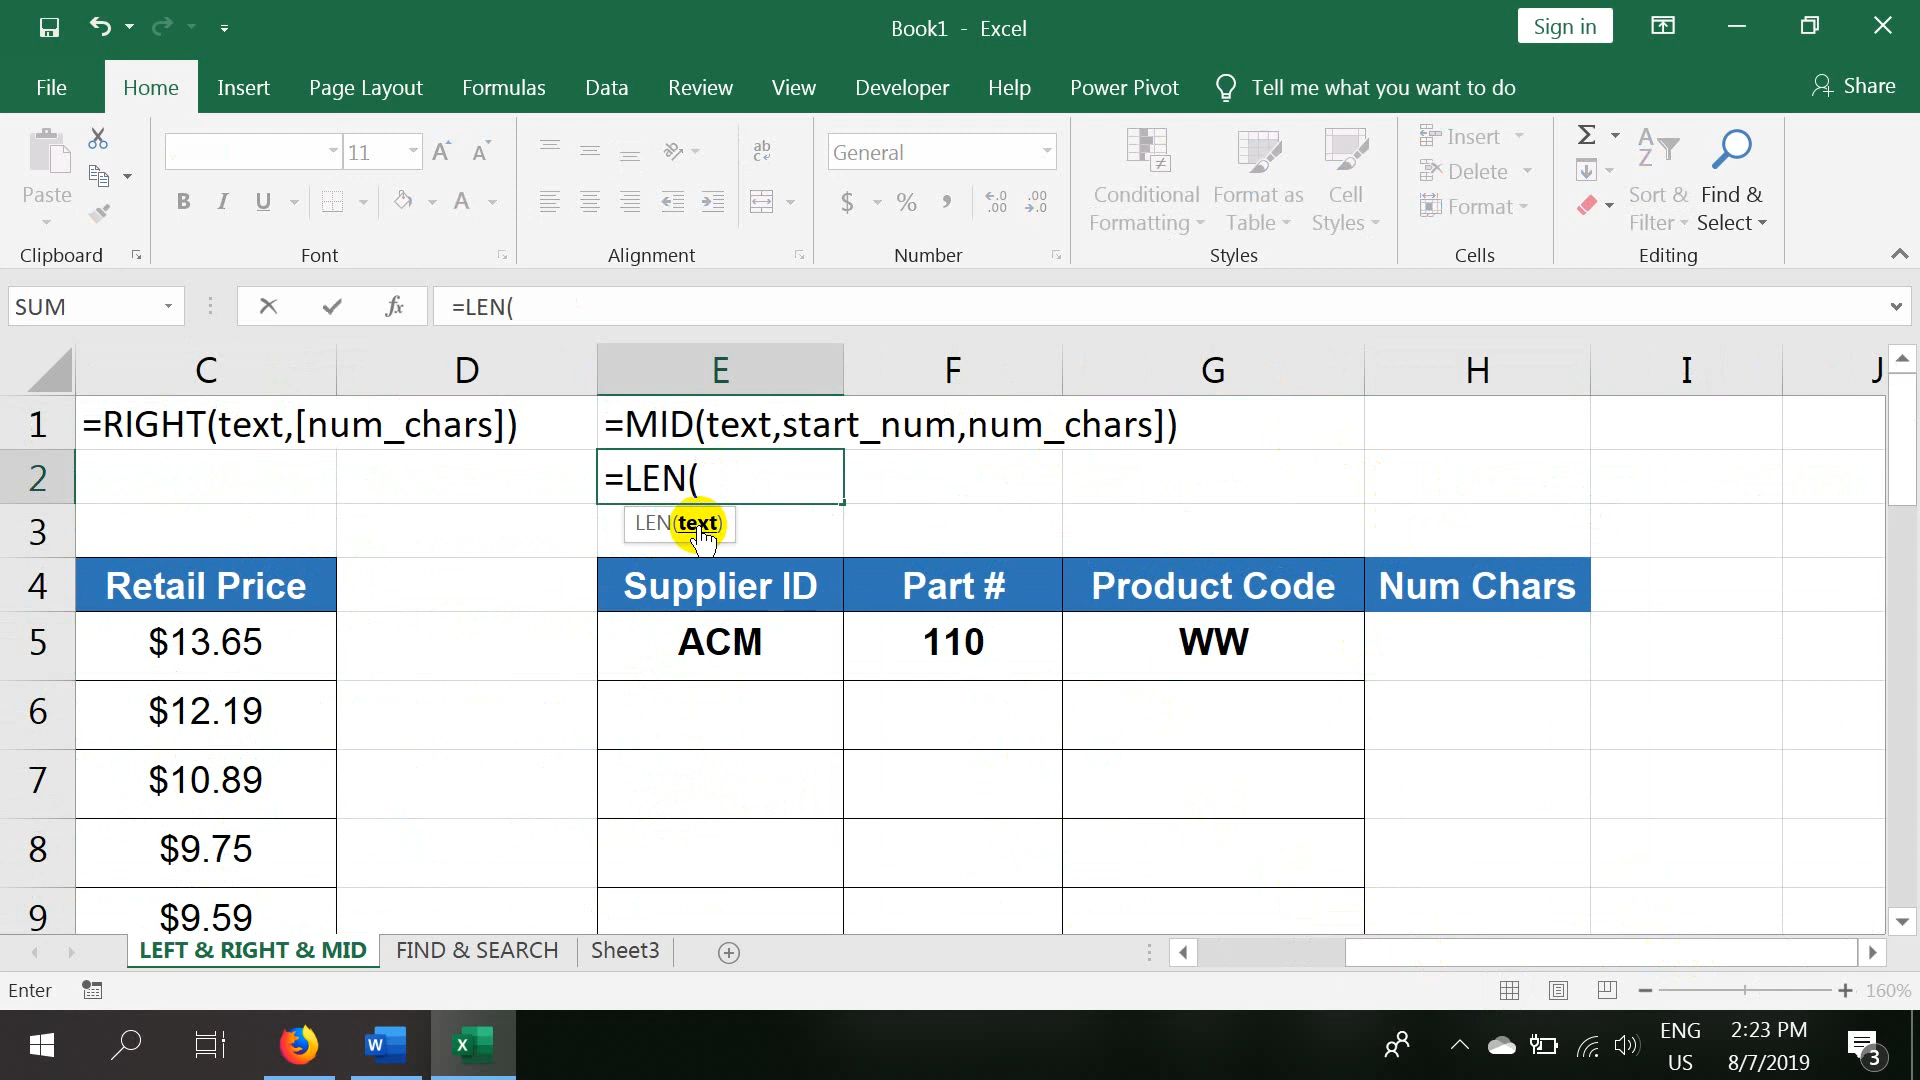 Book1 - Excel
Sign in
File Home Insert Page Layout Formulas Data Review View Developer Help Power Pivot Tell me what you want to do Share
Paste
11
General
Conditional Formatting
Format as Table
Cell Styles
Insert
Delete
Format
Sort & Filter
Find & Select
Clipboard Font Alignment Number Styles Cells Editing
SUM =LEN(
C D E F G H I J
1 =RIGHT(text,[num_chars]) =MID(text,start_num,num_chars])
2 =LEN(
3 LEN(text)
4 Retail Price Supplier ID Part # Product Code Num Chars
5 $13.65 ACM 110 WW
6 $12.19
7 $10.89
8 $9.75
9 $9.59
LEFT & RIGHT & MID FIND & SEARCH Sheet3
Enter 160%
ENG 2:23 PM
US 8/7/2019 3